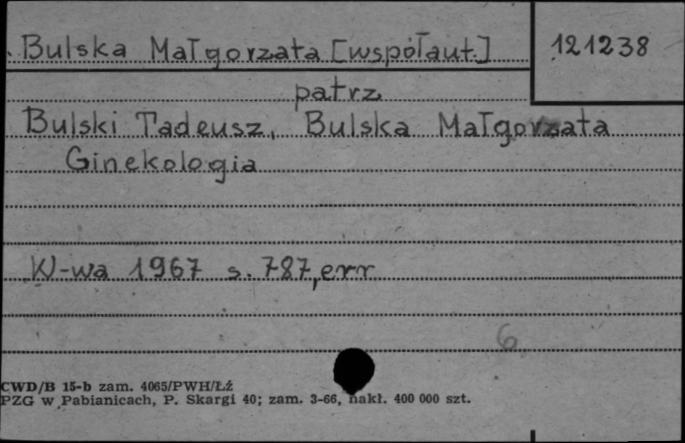 Bulska Małgorzata [współaut.]
121238
patrz
Bulski Tadeusz, Bulska Małgorzata
Ginekologia
W-wa 1967 s. 787, err
6
CWD/B 15-b zam. 4065/PWH/Łź
PZG w Pabianicach, P. Skargi 40; zam. 3-66, nakł. 400 000 szt.